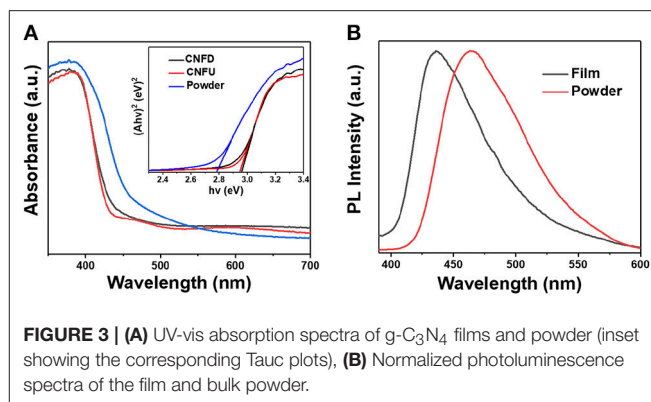 A
B
CNFD
CNFU
Powder
(Ahv)² (eV)²
2.4 2.6 2.8 3.0 3.2 3.4
hv (eV)
Absorbance (a.u.)
400 500 600 700
Wavelength (nm)
Film
Powder
PL Intensity (a.u.)
400 450 500 550 600
Wavelength (nm)
FIGURE 3 | (A) UV-vis absorption spectra of g-C₃N₄ films and powder (inset
showing the corresponding Tauc plots), (B) Normalized photoluminescence
spectra of the film and bulk powder.